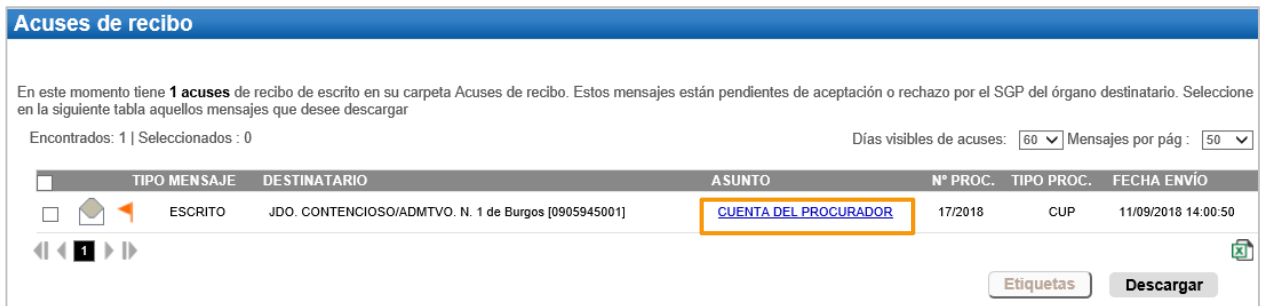 Acuses de recibo
En este momento tiene 1 acuses de recibo de escrito en su carpeta Acuses de recibo. Estos mensajes están pendientes de aceptación o rechazo por el SGP del órgano destinatario. Seleccione
en la siguiente tabla aquellos mensajes que desee descargar
Encontrados: 1 | Seleccionados : 0 Días visibles de acuses: 60 Mensajes por pág : 50
TIPO MENSAJE DESTINATARIO ASUNTO Nº PROC. TIPO PROC. FECHA ENVÍO
ESCRITO JDO. CONTENCIOSO/ADMTVO. N. 1 de Burgos [0905945001] CUENTA DEL PROCURADOR 17/2018 CUP 11/09/2018 14:00:50
1
Etiquetas Descargar